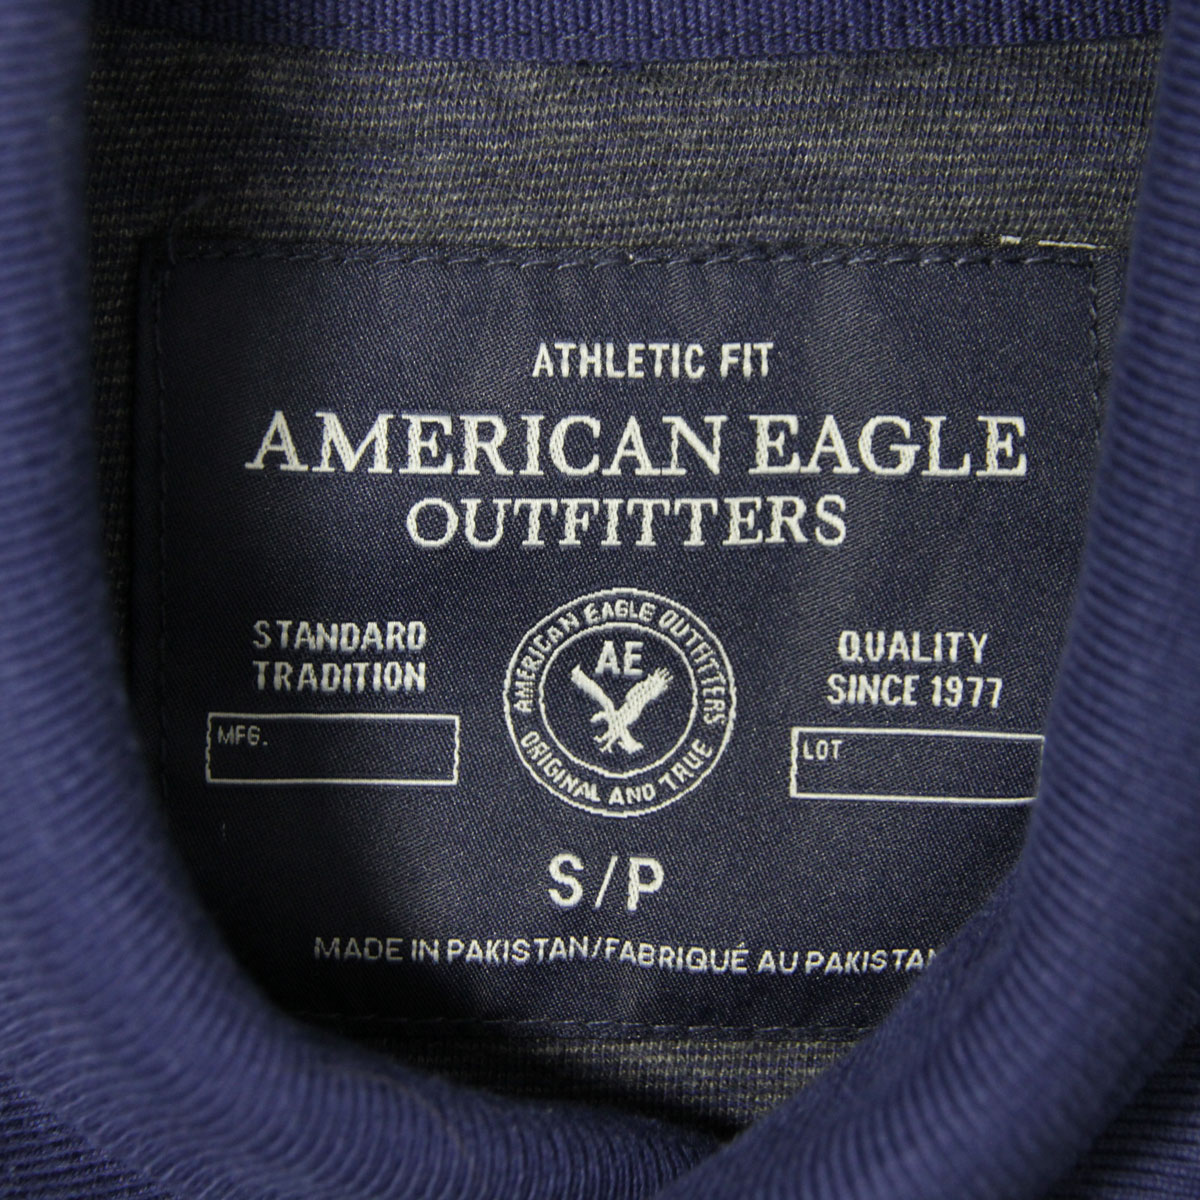 ATHLETIC FIT
AMERICAN EAGLE
OUTFITTERS
STANDARD
TRADITION
MFG.
AMERICAN EAGLE OUTFITTERS
AE
ORIGINAL AND TRUE
QUALITY
SINCE 1977
LOT
S/P
MADE IN PAKISTAN/FABRIQUÉ AU PAKISTAN